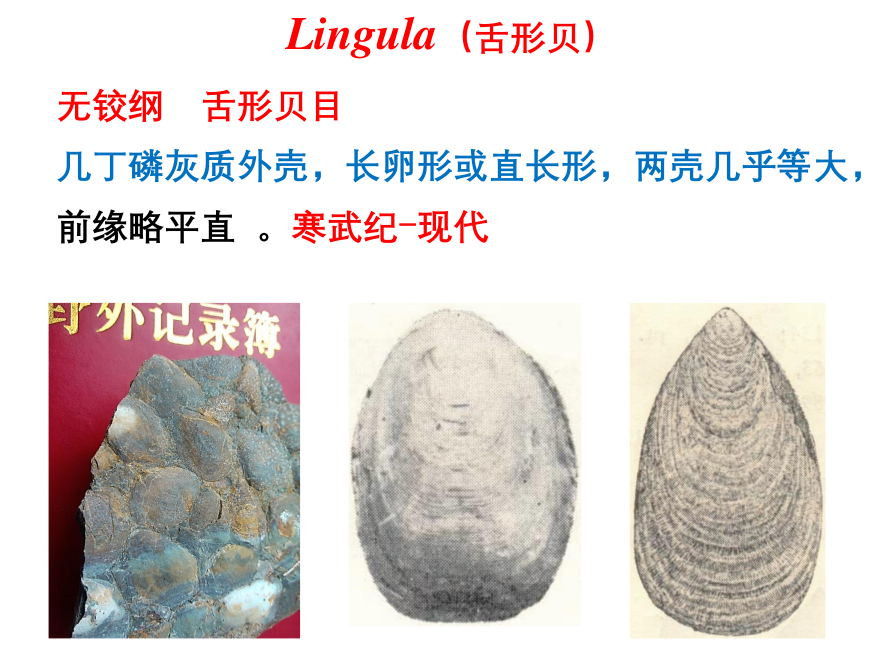 Lingula（舌形贝）
无铰纲　舌形贝目
几丁磷灰质外壳，长卵形或直长形，两壳几乎等大，
前缘略平直 。寒武纪-现代
外记录簿